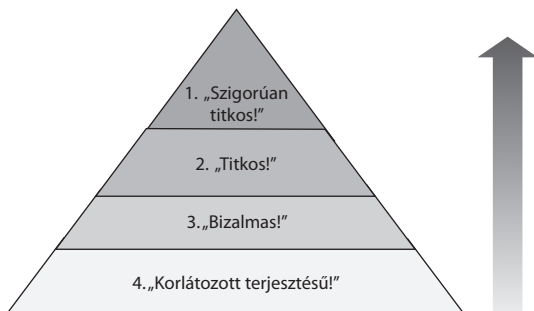 1. „Szigorúan
titkos!”
2. „Titkos!”
3.„Bizalmas!”
4.„Korlátozott terjesztésű!”